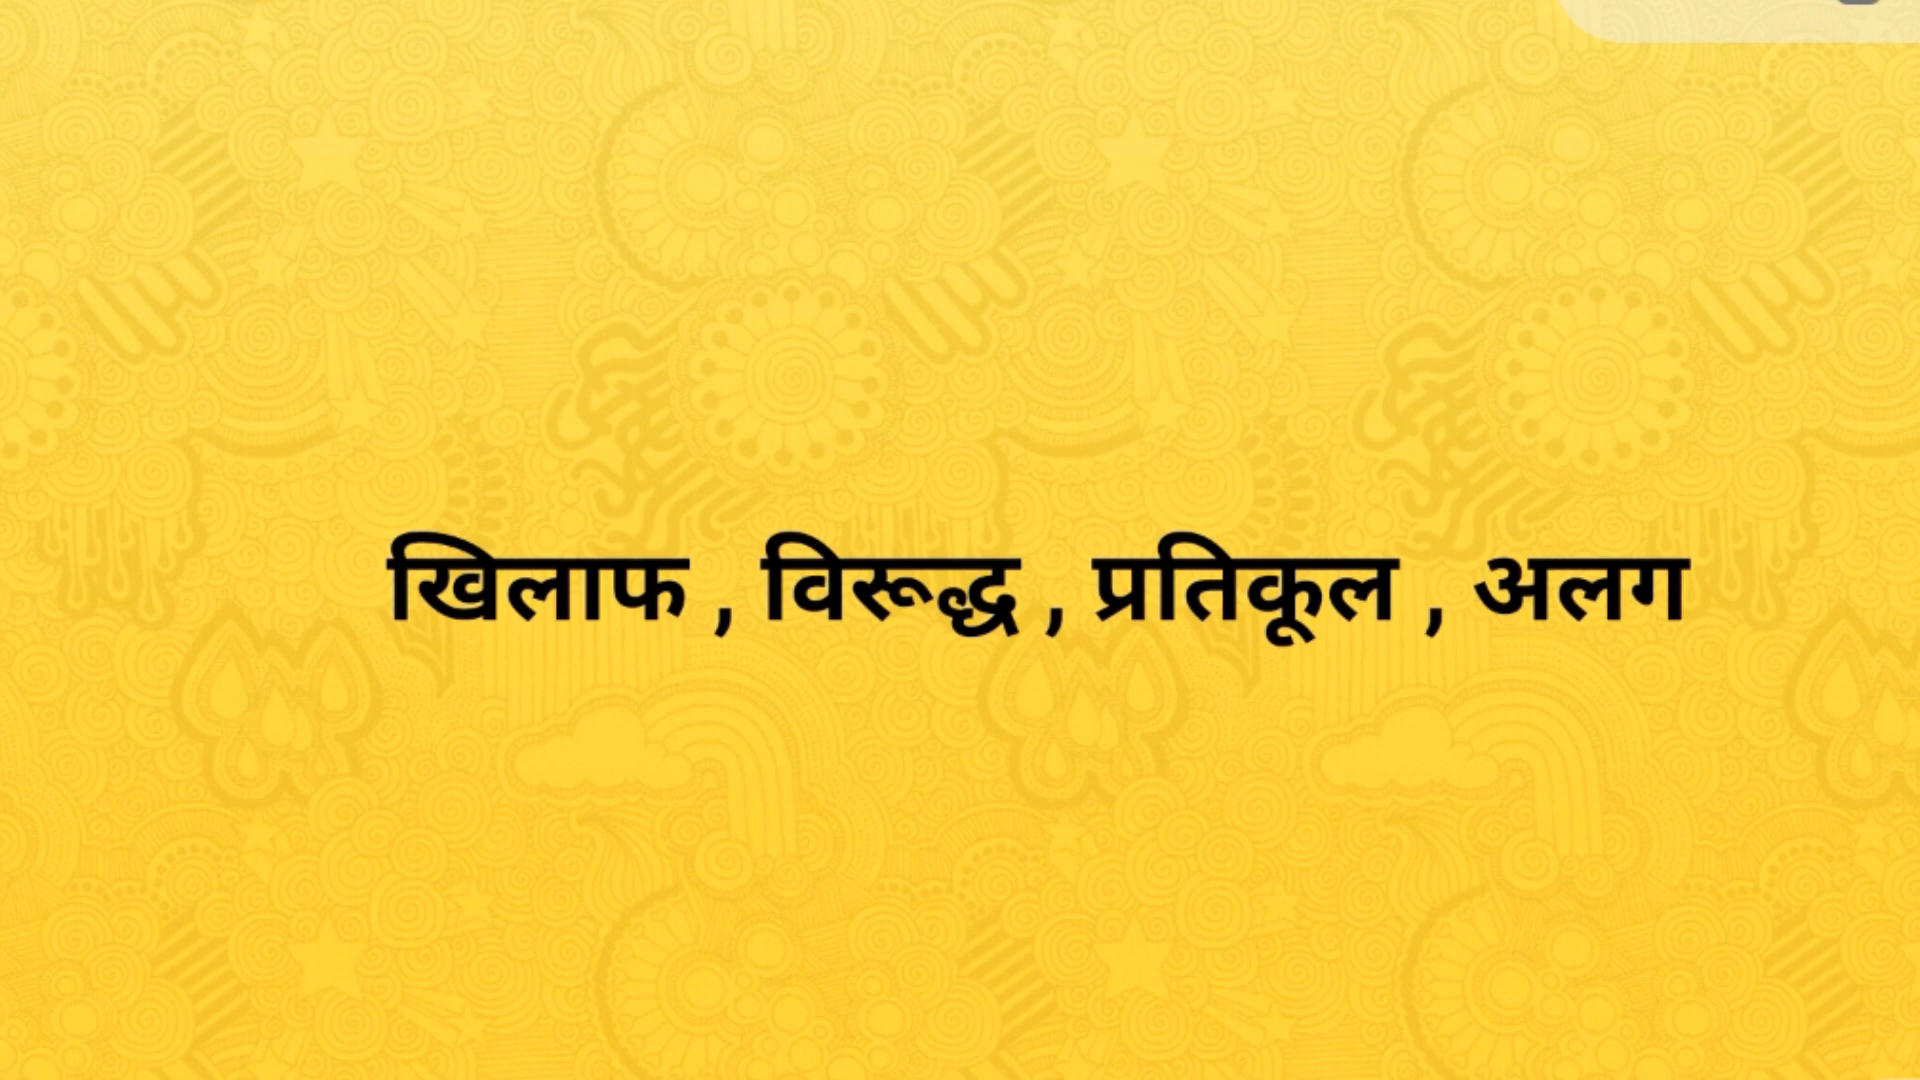 खिलाफ , विरूद्ध , प्रतिकूल , अलग